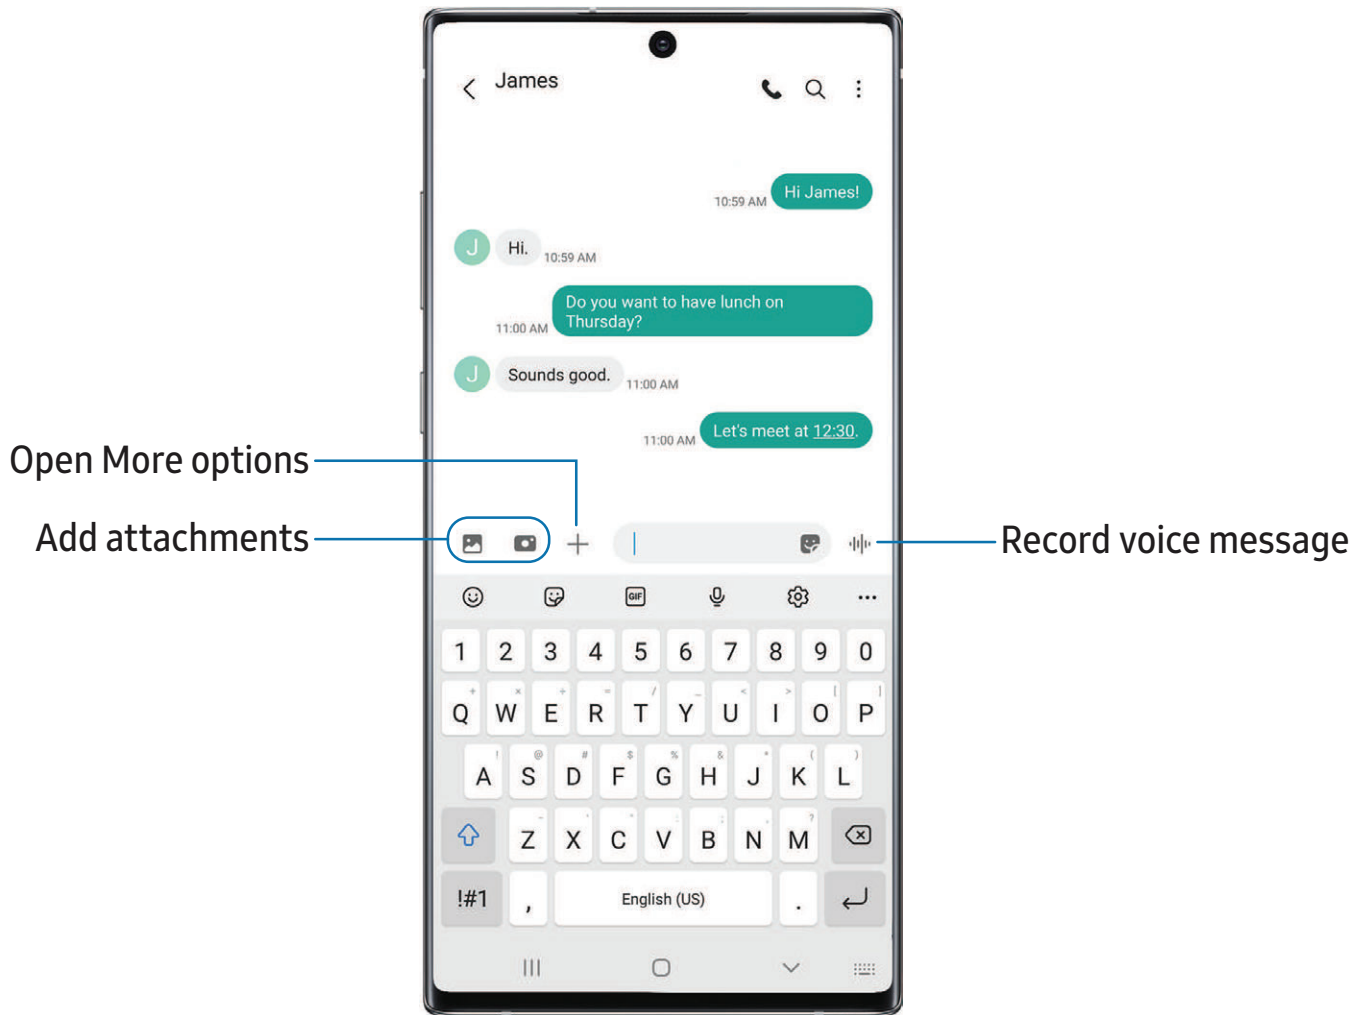 James
Hi James!
10:59 AM
J
Hi.
10:59 AM
Do you want to have lunch on
Thursday?
11:00 AM
J
Sounds good.
11:00 AM
Let's meet at 12:30.
11:00 AM
Open More options
Add attachments
Record voice message
GIF
1 2 3 4 5 6 7 8 9 0
+ × ÷ = / _ < > [ ]
Q W E R T Y U I O P
! @ # $ % & * ( )
A S D F G H J K L
- ' " : ; , ?
Z X C V B N M
!#1 , English (US) .